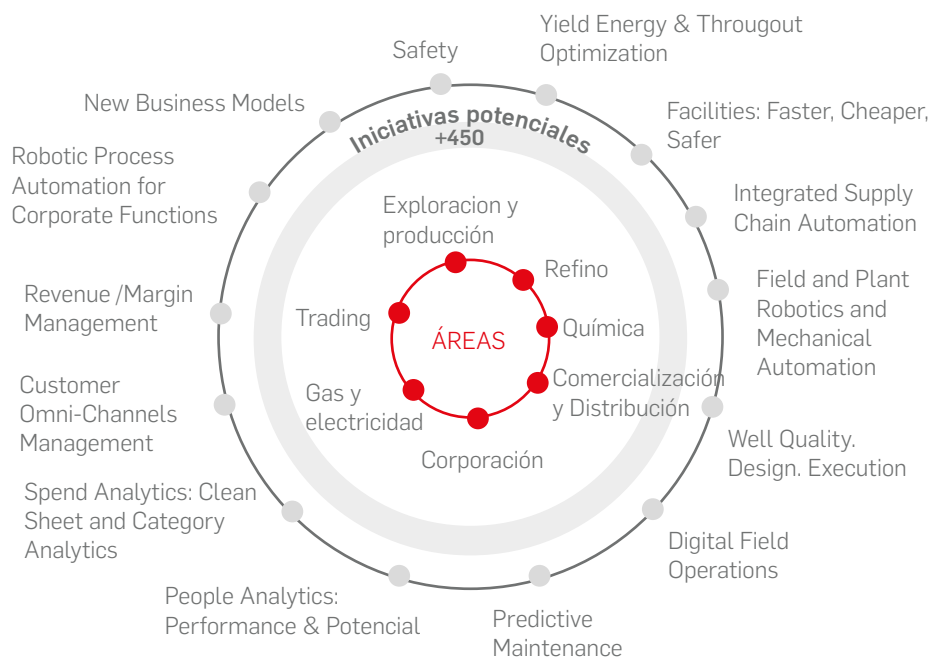 Safety
Yield Energy & Througout
Optimization
Facilities: Faster, Cheaper,
Safer
Integrated Supply
Chain Automation
Field and Plant
Robotics and
Mechanical
Automation
Well Quality.
Design. Execution
Digital Field
Operations
Predictive
Maintenance
People Analytics:
Performance & Potencial
Spend Analytics: Clean
Sheet and Category
Analytics
Customer
Omni-Channels
Management
Revenue /Margin
Management
Robotic Process
Automation for
Corporate Functions
New Business Models
Iniciativas potenciales
+450
Exploracion y
producción
Refino
Química
Comercialización
y Distribución
Corporación
Gas y
electricidad
Trading
ÁREAS